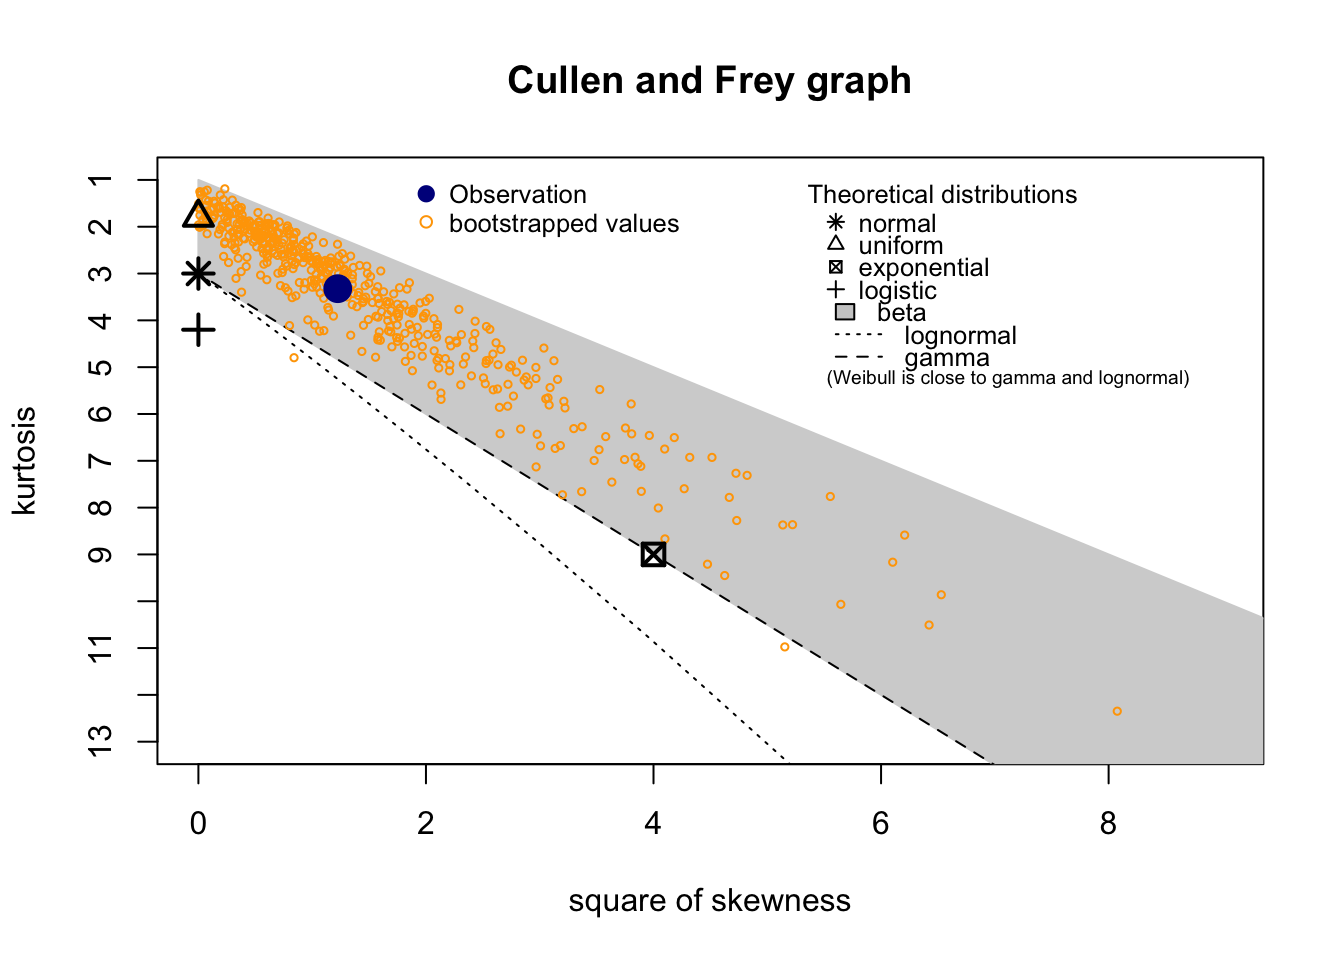 Cullen and Frey graph
Observation
bootstrapped values
Theoretical distributions
normal
uniform
exponential
logistic
beta
lognormal
gamma
(Weibull is close to gamma and lognormal)
kurtosis
1
2
3
4
5
6
7
8
9
11
13
0 2 4 6 8
square of skewness